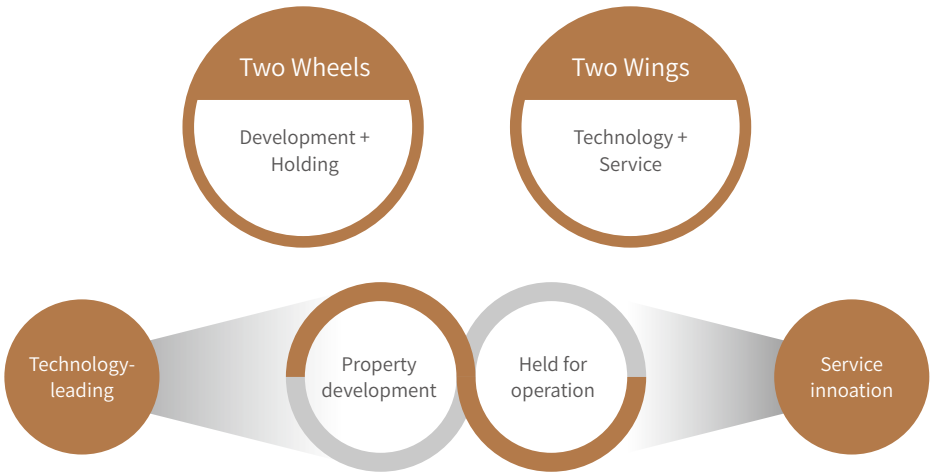 Two Wheels
Development +
Holding
Two Wings
Technology +
Service
Technology-
leading
Property
development
Held for
operation
Service
innoation